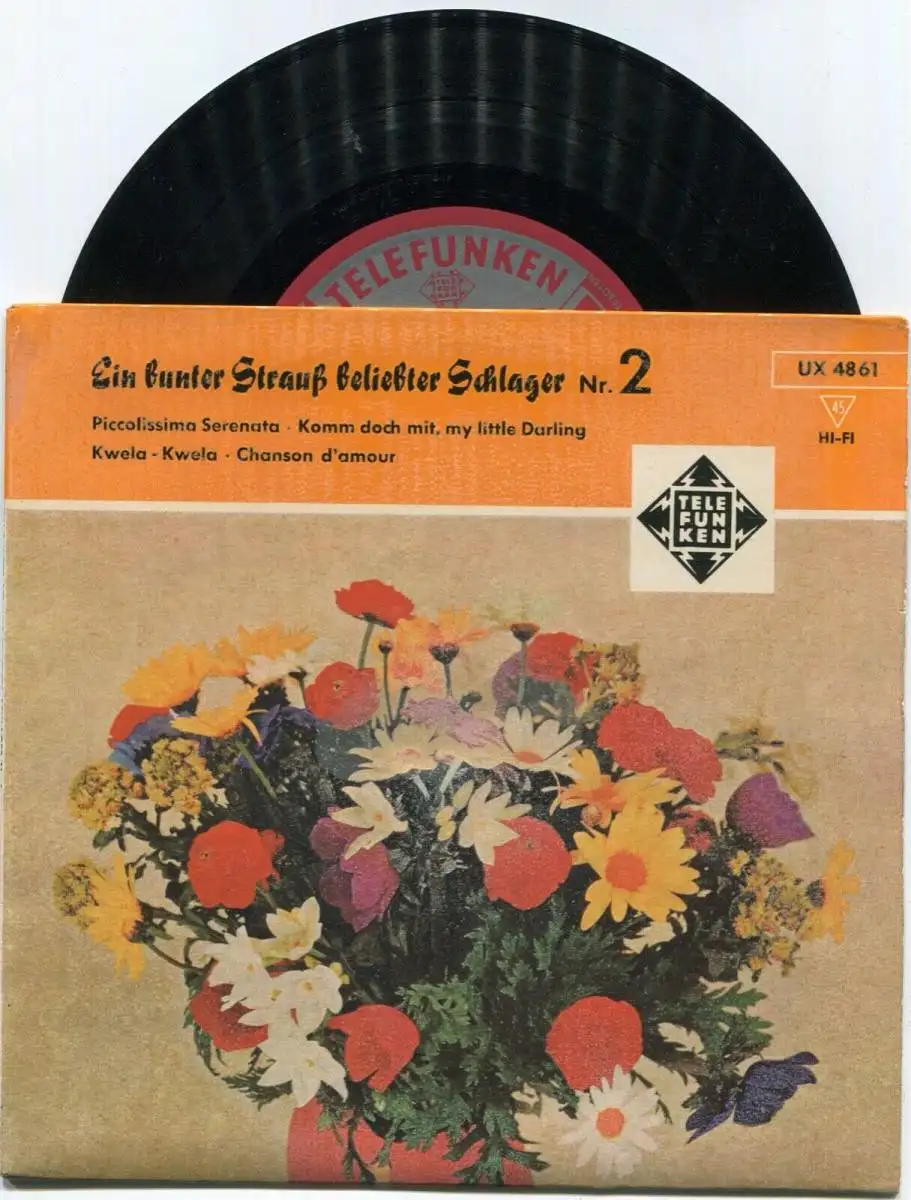 TELEFUNKEN
Ein bunter Strauß beliebter Schlager Nr. 2
UX 4861
Piccolissima Serenata · Komm doch mit, my little Darling
Kwela - Kwela · Chanson d'amour
45
HI-FI
TELE
FUN
KEN